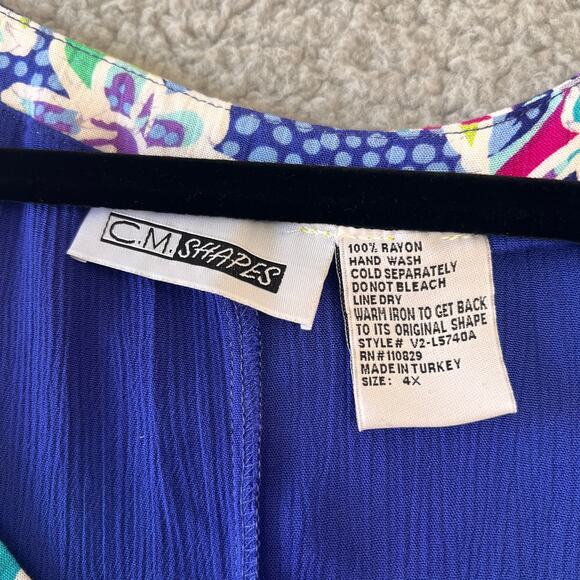 C.M. SHAPES
100% RAYON
HAND WASH
COLD SEPARATELY
DO NOT BLEACH
LINE DRY
WARM IRON TO GET BACK
TO ITS ORIGINAL SHAPE
STYLE# V2-L5740A
RN#110829
MADE IN TURKEY
SIZE: 4X